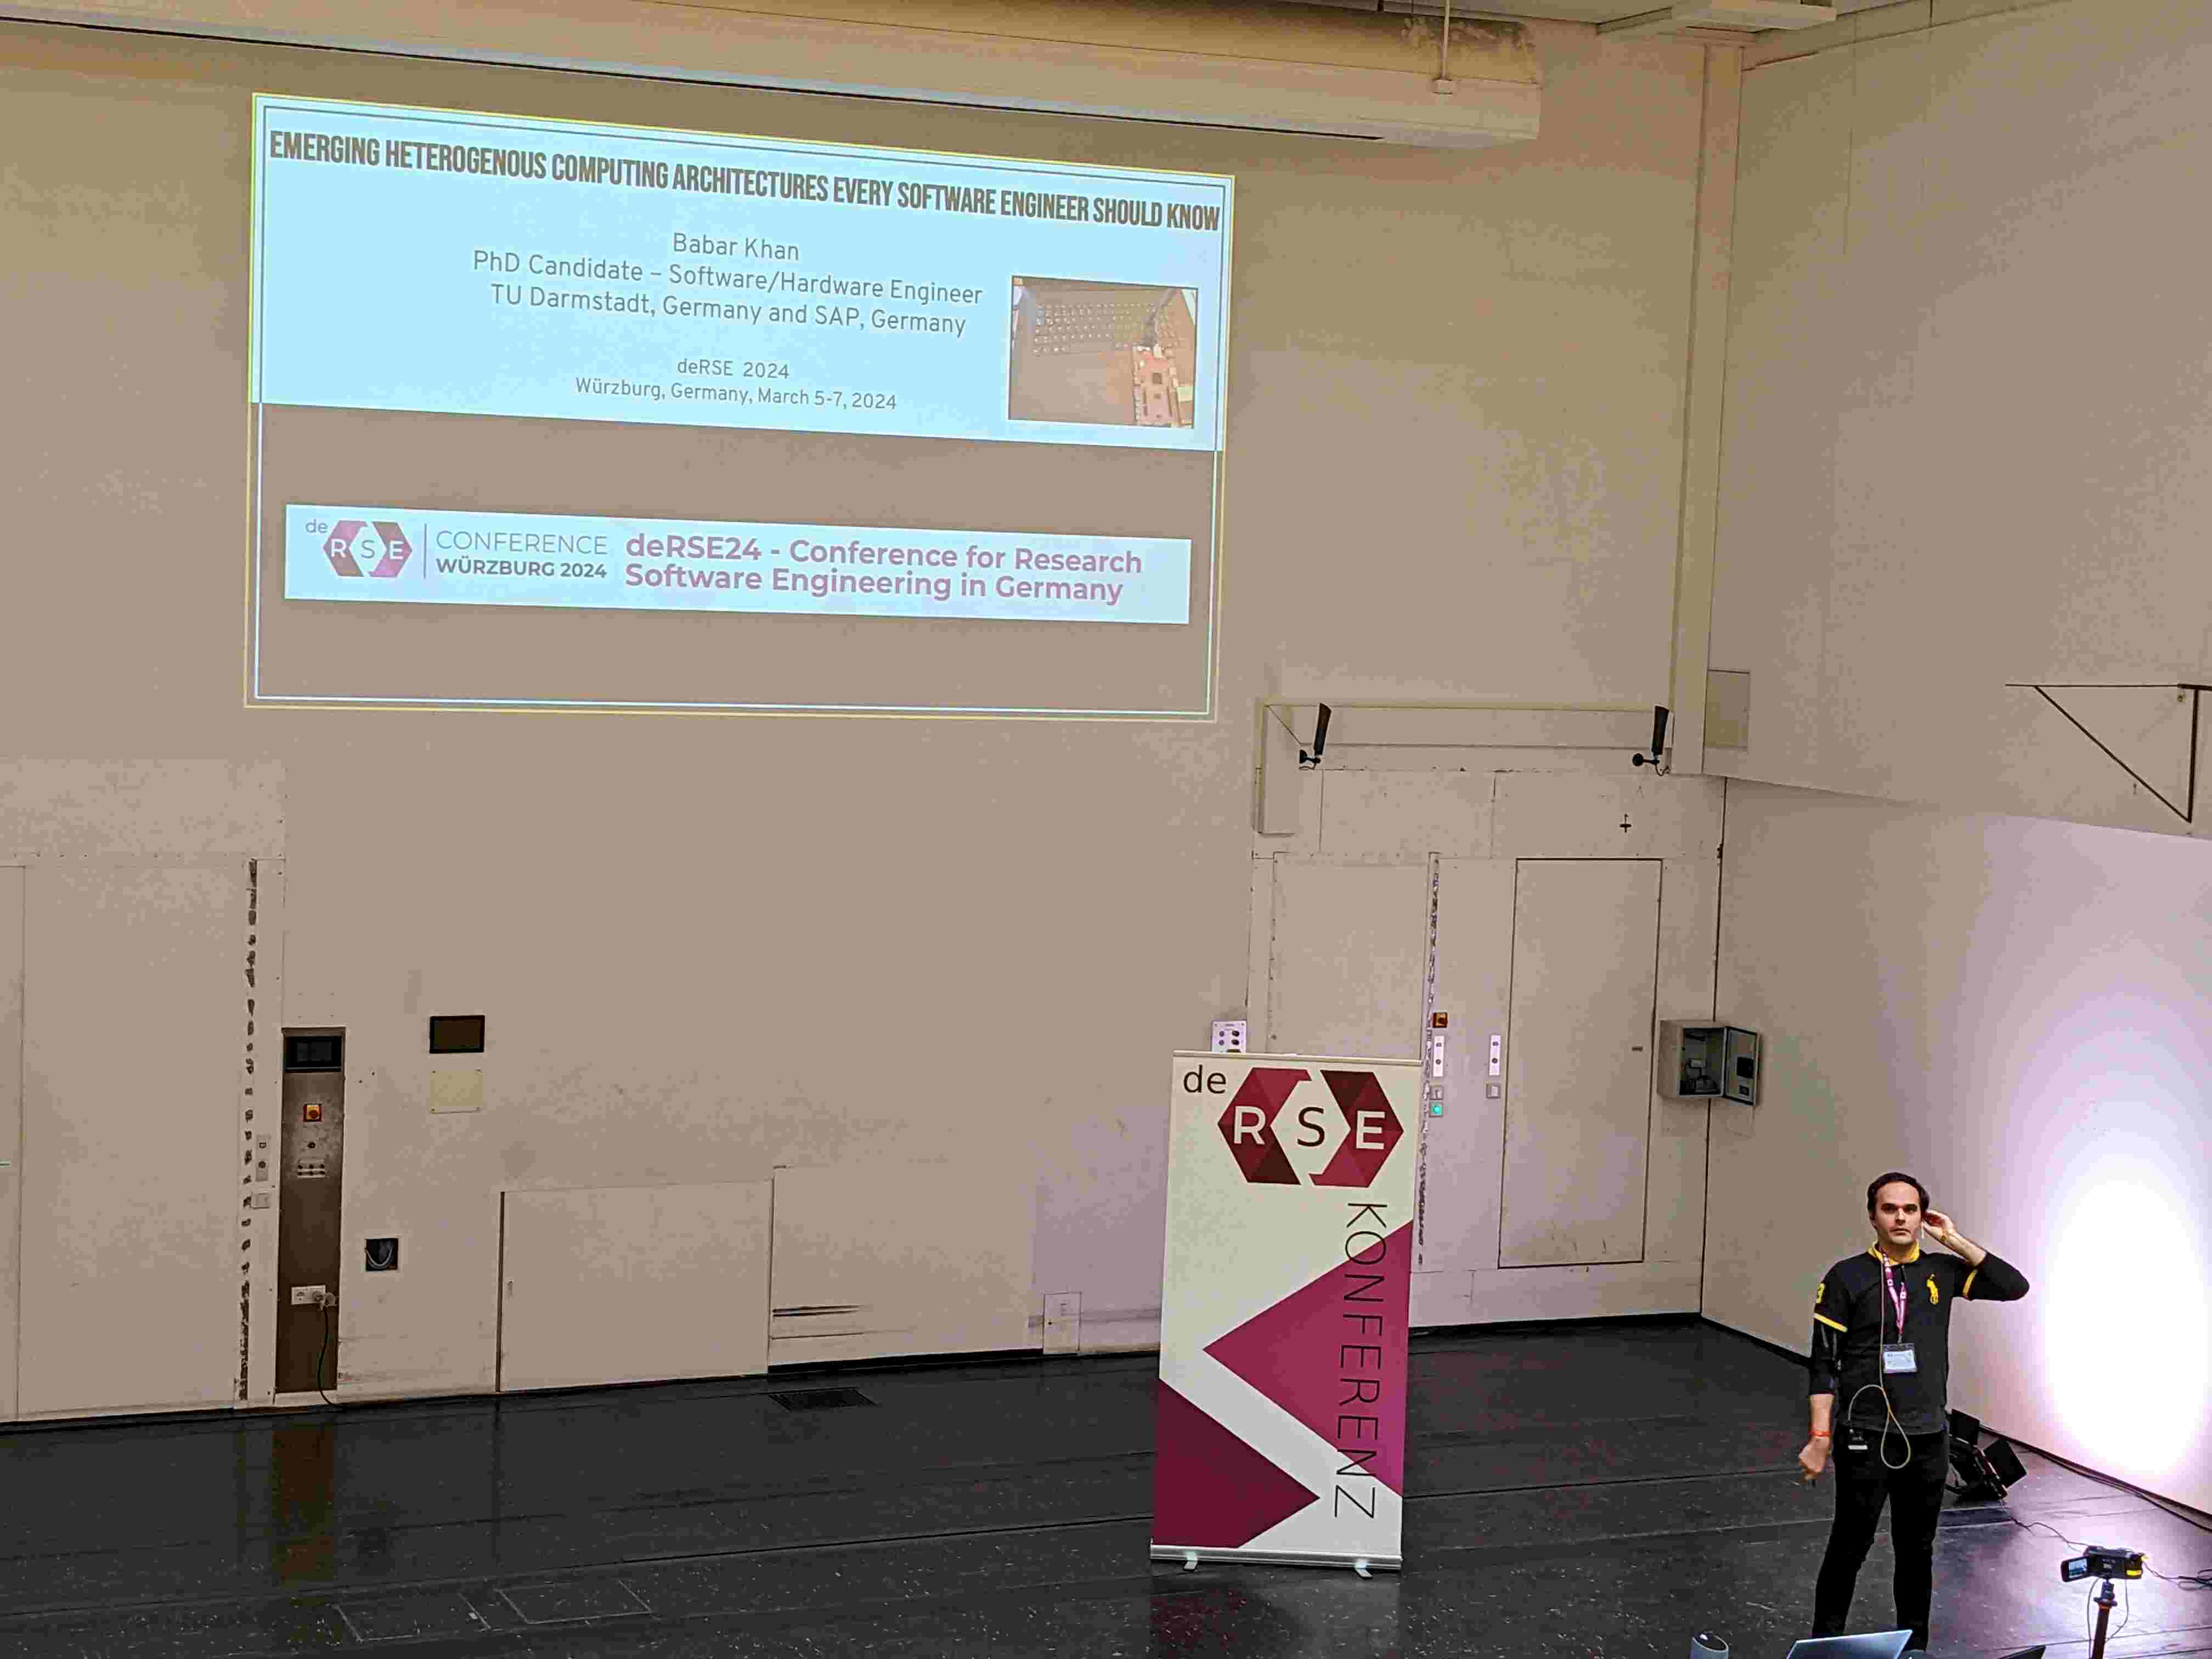 EMERGING HETEROGENOUS COMPUTING ARCHITECTURES EVERY SOFTWARE ENGINEER SHOULD KNOW
Babar Khan
PhD Candidate – Software/Hardware Engineer
TU Darmstadt, Germany and SAP, Germany
deRSE 2024
Würzburg, Germany, March 5-7, 2024
de
RSE
CONFERENCE
WÜRZBURG 2024
deRSE24 - Conference for Research
Software Engineering in Germany
de
RSE
KONFERENZ